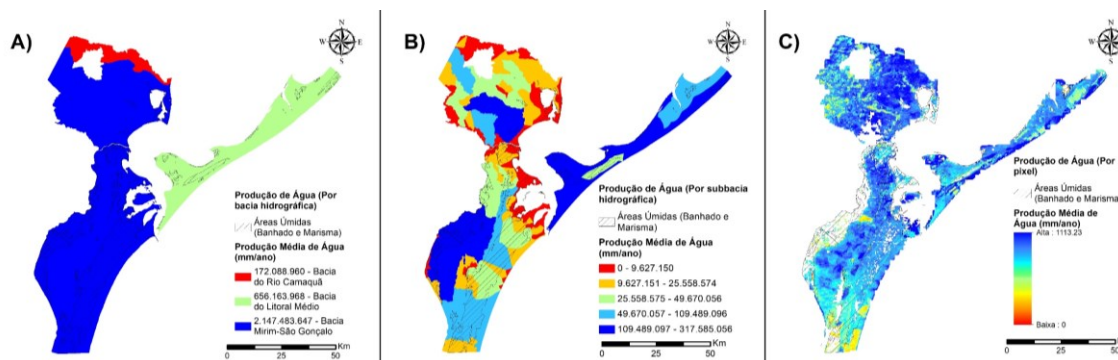 A)
N
W E
S
Produção de Água (Por
bacia hidrográfica)
Áreas Úmidas
(Banhado e Marisma)
Produção Média de Água
(mm/ano)
172.088.960 - Bacia
do Rio Camaquã
656.163.968 - Bacia
do Litoral Médio
2.147.483.647 - Bacia
Mirim-São Gonçalo
Km
0 25 50
B)
N
W E
S
Produção de Água (Por
subbacia hidrográfica)
Áreas Úmidas (Banhado e
Marisma)
Produção Média de Água
(mm/ano)
0 - 9.627.150
9.627.151 - 25.558.574
25.558.575 - 49.670.056
49.670.057 - 109.489.096
109.489.097 - 317.585.056
Km
0 25 50
C)
N
W E
S
Produção de Água (Por
pixel)
Áreas Úmidas
(Banhado e Marisma)
Produção Média de
Água (mm/ano)
Alta : 1113.23
Baixa : 0
Km
0 25 50